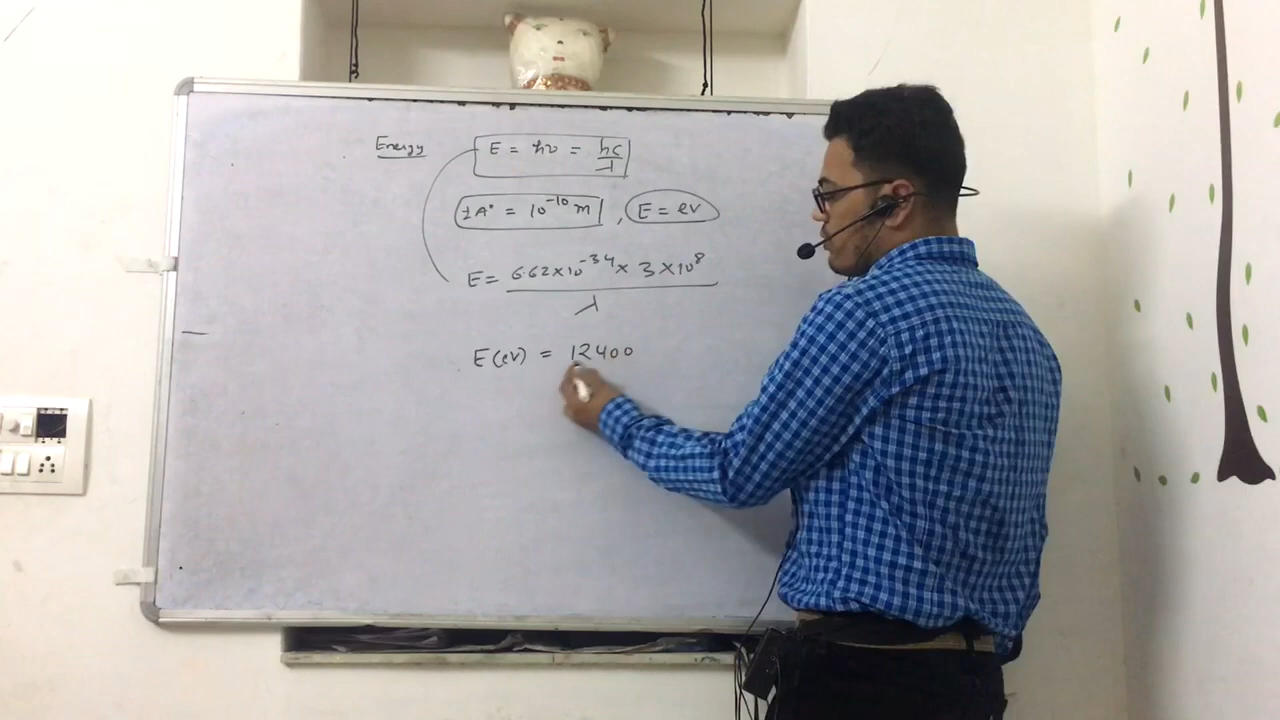 Energy E = hν = hc/λ
1A° = 10⁻¹⁰ m , E = ev
E = 6.62×10⁻³⁴ × 3×10⁸ / λ
E(ev) = 12400